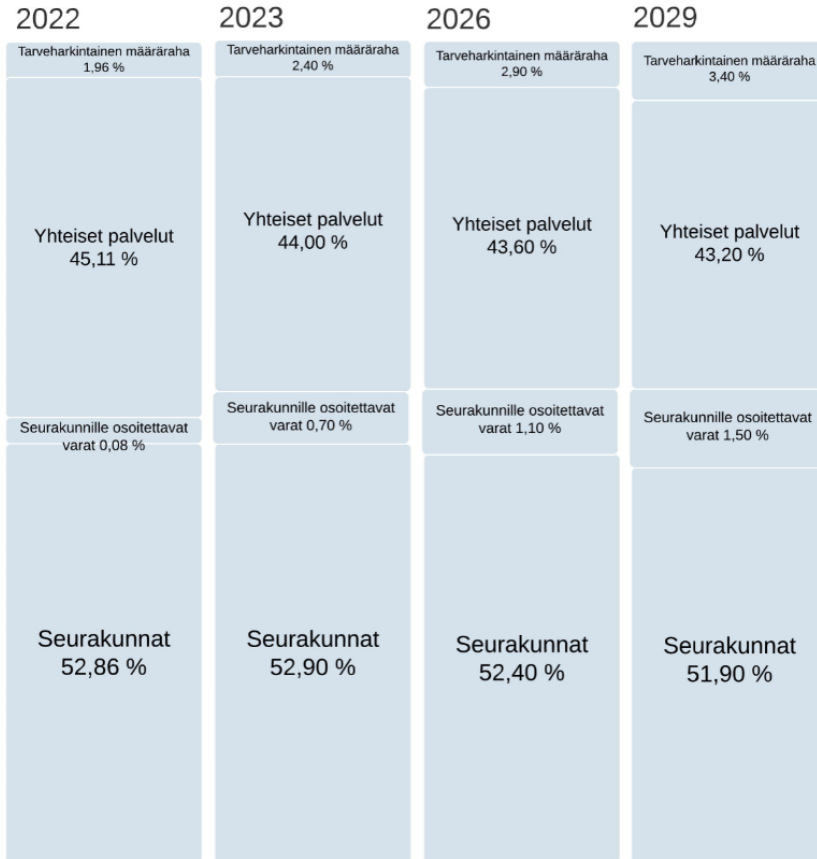 2022
Tarveharkintainen määräraha
1,96 %
Yhteiset palvelut
45,11 %
Seurakunnille osoitettavat
varat 0,08 %
Seurakunnat
52,86 %
2023
Tarveharkintainen määräraha
2,40 %
Yhteiset palvelut
44,00 %
Seurakunnille osoitettavat
varat 0,70 %
Seurakunnat
52,90 %
2026
Tarveharkintainen määräraha
2,90 %
Yhteiset palvelut
43,60 %
Seurakunnille osoitettavat
varat 1,10 %
Seurakunnat
52,40 %
2029
Tarveharkintainen määräraha
3,40 %
Yhteiset palvelut
43,20 %
Seurakunnille osoitettavat
varat 1,50 %
Seurakunnat
51,90 %